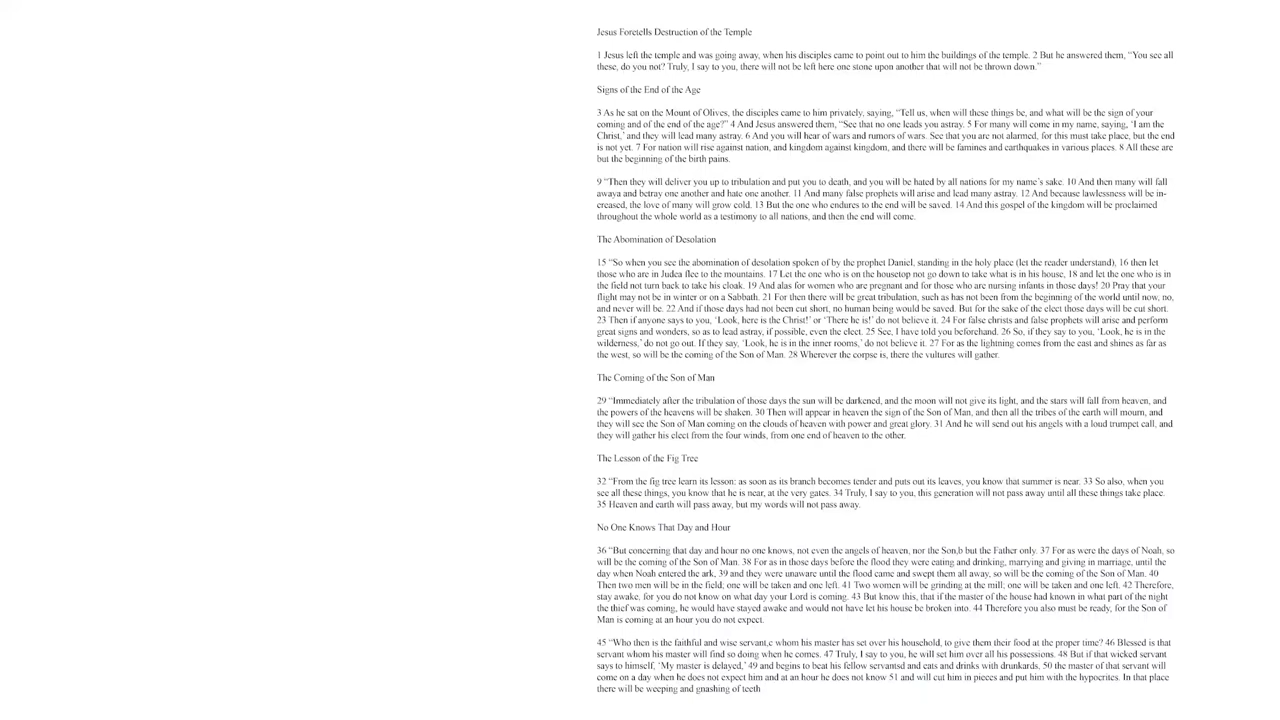 Jesus Foretells Destruction of the Temple
1 Jesus left the temple and was going away, when his disciples came to point out to him the buildings of the temple. 2 But he answered them, “You see all
these, do you not? Truly, I say to you, there will not be left here one stone upon another that will not be thrown down.”
Signs of the End of the Age
3 As he sat on the Mount of Olives, the disciples came to him privately, saying, “Tell us, when will these things be, and what will be the sign of your
coming and of the end of the age?” 4 And Jesus answered them, “See that no one leads you astray. 5 For many will come in my name, saying, ‘I am the
Christ,’ and they will lead many astray. 6 And you will hear of wars and rumors of wars. See that you are not alarmed, for this must take place, but the end
is not yet. 7 For nation will rise against nation, and kingdom against kingdom, and there will be famines and earthquakes in various places. 8 All these are
but the beginning of the birth pains.
9 “Then they will deliver you up to tribulation and put you to death, and you will be hated by all nations for my name’s sake. 10 And then many will fall
awaya and betray one another and hate one another. 11 And many false prophets will arise and lead many astray. 12 And because lawlessness will be in-
creased, the love of many will grow cold. 13 But the one who endures to the end will be saved. 14 And this gospel of the kingdom will be proclaimed
throughout the whole world as a testimony to all nations, and then the end will come.
The Abomination of Desolation
15 “So when you see the abomination of desolation spoken of by the prophet Daniel, standing in the holy place (let the reader understand), 16 then let
those who are in Judea flee to the mountains. 17 Let the one who is on the housetop not go down to take what is in his house, 18 and let the one who is in
the field not turn back to take his cloak. 19 And alas for women who are pregnant and for those who are nursing infants in those days! 20 Pray that your
flight may not be in winter or on a Sabbath. 21 For then there will be great tribulation, such as has not been from the beginning of the world until now, no,
and never will be. 22 And if those days had not been cut short, no human being would be saved. But for the sake of the elect those days will be cut short.
23 Then if anyone says to you, ‘Look, here is the Christ!’ or ‘There he is!’ do not believe it. 24 For false christs and false prophets will arise and perform
great signs and wonders, so as to lead astray, if possible, even the elect. 25 See, I have told you beforehand. 26 So, if they say to you, ‘Look, he is in the
wilderness,’ do not go out. If they say, ‘Look, he is in the inner rooms,’ do not believe it. 27 For as the lightning comes from the east and shines as far as
the west, so will be the coming of the Son of Man. 28 Wherever the corpse is, there the vultures will gather.
The Coming of the Son of Man
29 “Immediately after the tribulation of those days the sun will be darkened, and the moon will not give its light, and the stars will fall from heaven, and
the powers of the heavens will be shaken. 30 Then will appear in heaven the sign of the Son of Man, and then all the tribes of the earth will mourn, and
they will see the Son of Man coming on the clouds of heaven with power and great glory. 31 And he will send out his angels with a loud trumpet call, and
they will gather his elect from the four winds, from one end of heaven to the other.
The Lesson of the Fig Tree
32 “From the fig tree learn its lesson: as soon as its branch becomes tender and puts out its leaves, you know that summer is near. 33 So also, when you
see all these things, you know that he is near, at the very gates. 34 Truly, I say to you, this generation will not pass away until all these things take place.
35 Heaven and earth will pass away, but my words will not pass away.
No One Knows That Day and Hour
36 “But concerning that day and hour no one knows, not even the angels of heaven, nor the Son,b but the Father only. 37 For as were the days of Noah, so
will be the coming of the Son of Man. 38 For as in those days before the flood they were eating and drinking, marrying and giving in marriage, until the
day when Noah entered the ark, 39 and they were unaware until the flood came and swept them all away, so will be the coming of the Son of Man. 40
Then two men will be in the field; one will be taken and one left. 41 Two women will be grinding at the mill; one will be taken and one left. 42 Therefore,
stay awake, for you do not know on what day your Lord is coming. 43 But know this, that if the master of the house had known in what part of the night
the thief was coming, he would have stayed awake and would not have let his house be broken into. 44 Therefore you also must be ready, for the Son of
Man is coming at an hour you do not expect.
45 “Who then is the faithful and wise servant,c whom his master has set over his household, to give them their food at the proper time? 46 Blessed is that
servant whom his master will find so doing when he comes. 47 Truly, I say to you, he will set him over all his possessions. 48 But if that wicked servant
says to himself, ‘My master is delayed,’ 49 and begins to beat his fellow servantsd and eats and drinks with drunkards, 50 the master of that servant will
come on a day when he does not expect him and at an hour he does not know 51 and will cut him in pieces and put him with the hypocrites. In that place
there will be weeping and gnashing of teeth